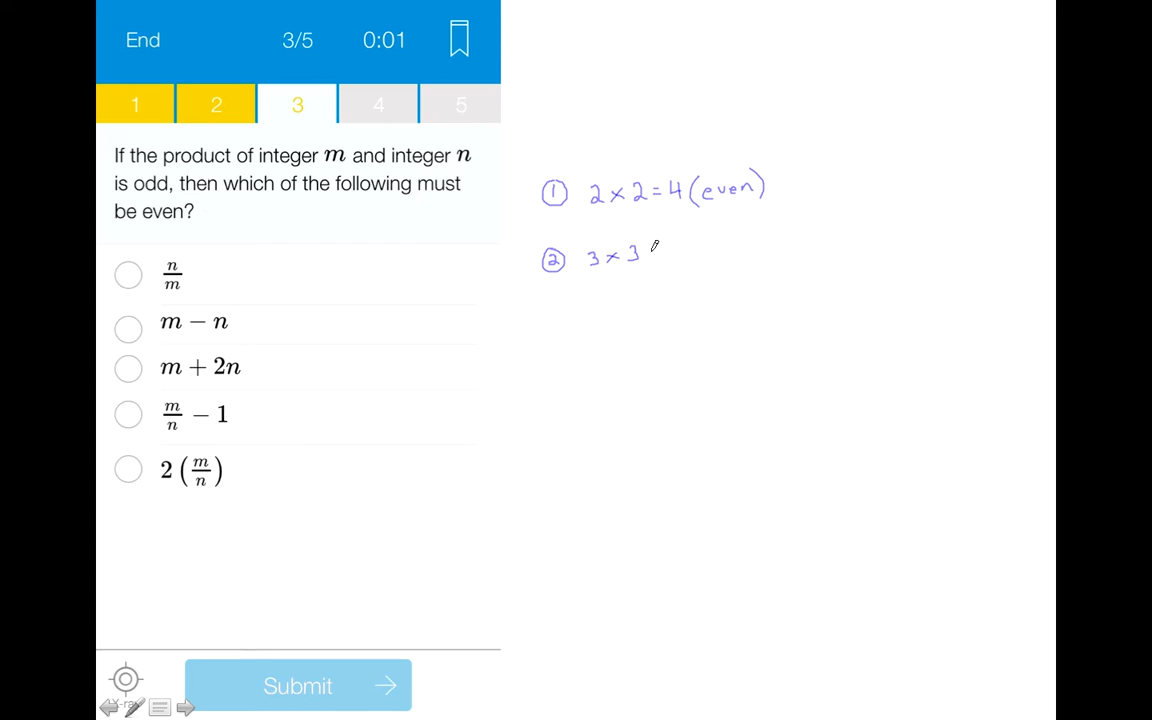 End 3/5 0:01
1 2 3 4 5
If the product of integer m and integer n
is odd, then which of the following must
be even?
n/m
m − n
m + 2n
m/n − 1
2 (m/n)
Submit
① 2 × 2 = 4 (even)
② 3 × 3